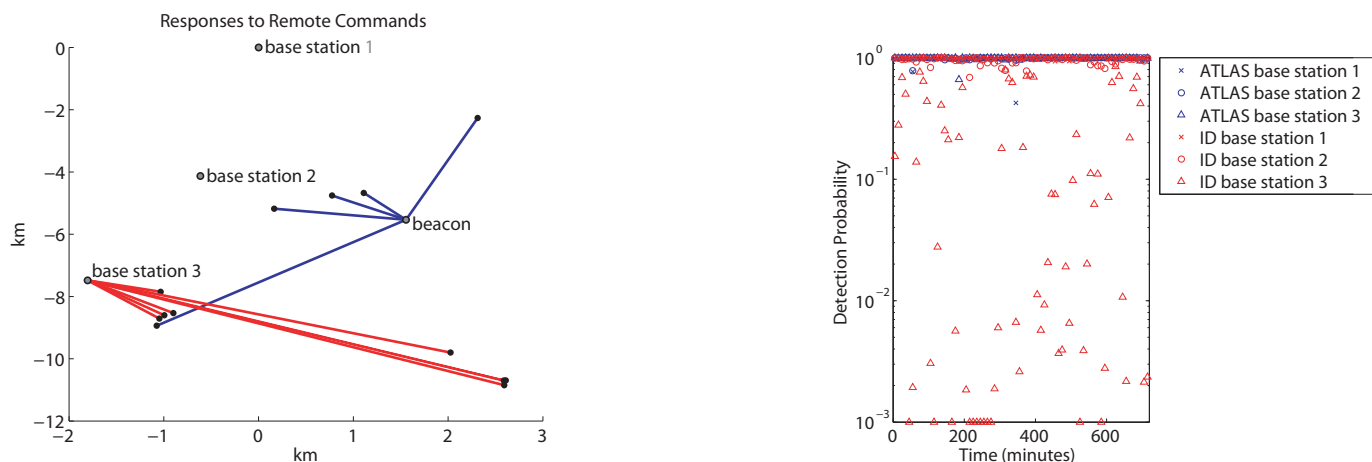 Responses to Remote Commands
0
−2
−4
−6
−8
−10
−12
km
base station 1
base station 2
beacon
base station 3
−2
−1
0
1
2
3
km
10^0
10^−1
10^−2
10^−3
Detection Probability
0
200
400
600
Time (minutes)
ATLAS base station 1
ATLAS base station 2
ATLAS base station 3
ID base station 1
ID base station 2
ID base station 3